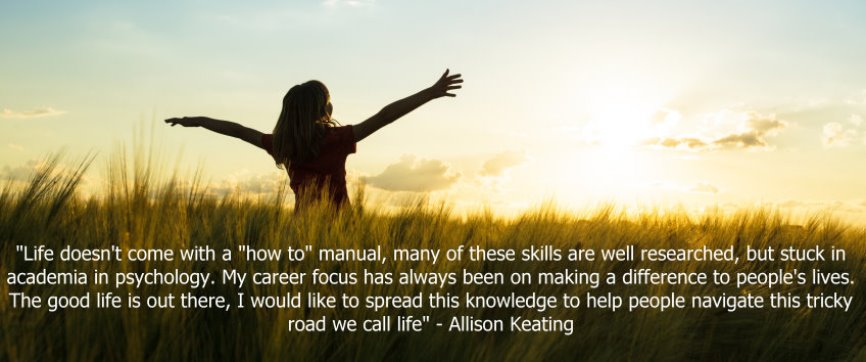 "Life doesn't come with a "how to" manual, many of these skills are well researched, but stuck in
academia in psychology. My career focus has always been on making a difference to people's lives.
The good life is out there, I would like to spread this knowledge to help people navigate this tricky
road we call life" - Allison Keating